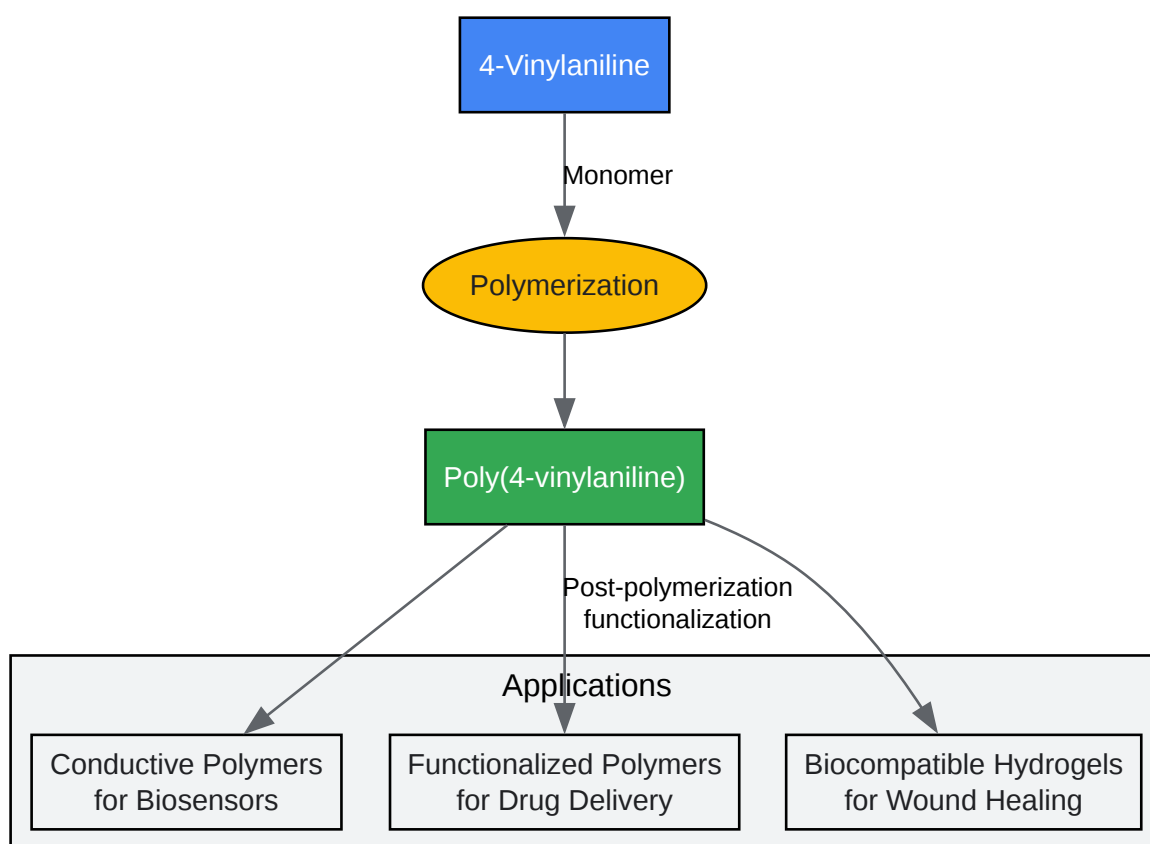 4-Vinylaniline
Monomer
Polymerization
Poly(4-vinylaniline)
Post-polymerization
functionalization
Applications
Conductive Polymers
for Biosensors
Functionalized Polymers
for Drug Delivery
Biocompatible Hydrogels
for Wound Healing